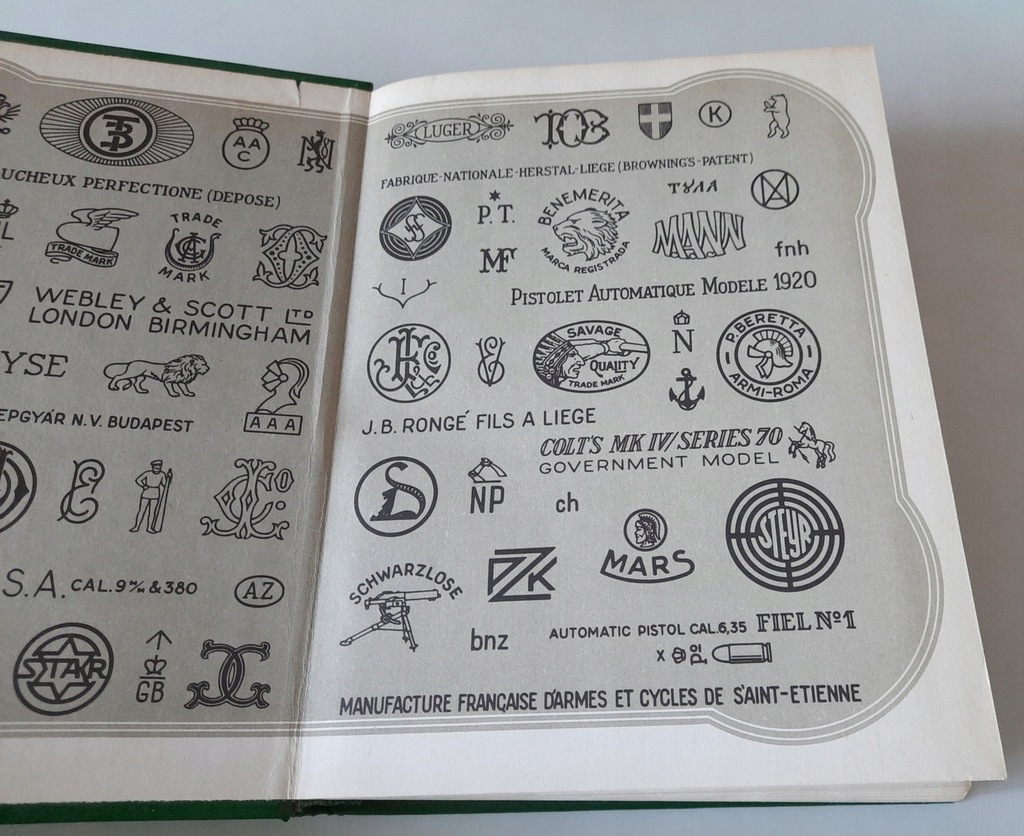 AA
C
UCHEUX PERFECTIONE (DEPOSE)
IL
TRADE MARK
TRADE
MARK
WEBLEY & SCOTT LTD
LONDON BIRMINGHAM
YSE
AAA
EPGYÁR N.V. BUDAPEST
S.A. CAL. 9 m/m & 380
AZ
STAR
GB
LUGER
K
FABRIQUE-NATIONALE-HERSTAL-LIEGE (BROWNING'S-PATENT)
P.T.
MF
BENEMERITA
MARCA REGISTRADA
MANN
fnh
I
PISTOLET AUTOMATIQUE MODELE 1920
SAVAGE
QUALITY
TRADE MARK
N
P. BERETTA
ARMI-ROMA
J.B. RONGÉ FILS A LIEGE
COLT'S MK IV/SERIES 70
GOVERNMENT MODEL
NP
ch
MARS
STEYR
SCHWARZLOSE
ZK
bnz
AUTOMATIC PISTOL CAL.6,35 FIEL Nº1
MANUFACTURE FRANÇAISE D'ARMES ET CYCLES DE SAINT-ETIENNE